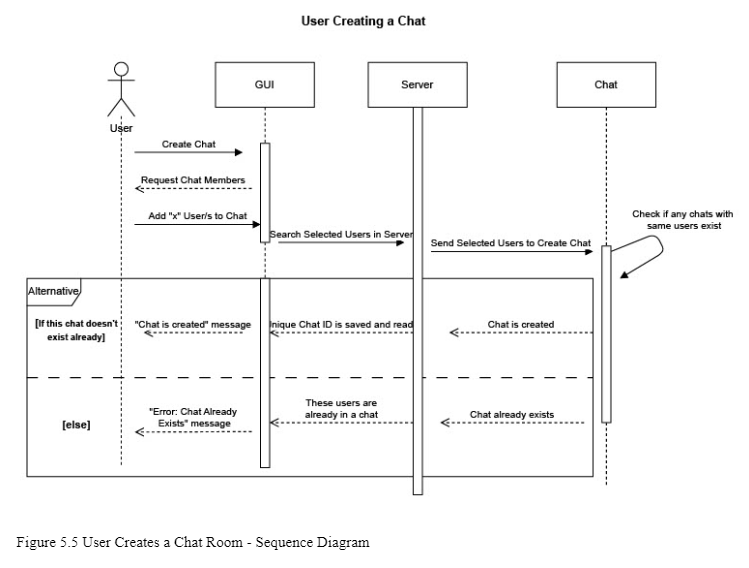 User Creating a Chat
GUI
Server
Chat
User
Create Chat
Request Chat Members
Add "x" User/s to Chat
Search Selected Users in Server
Send Selected Users to Create Chat
Check if any chats with
same users exist
Alternative
[If this chat doesn't
exist already]
"Chat is created" message
Unique Chat ID is saved and read
Chat is created
[else]
"Error: Chat Already
Exists" message
These users are
already in a chat
Chat already exists
Figure 5.5 User Creates a Chat Room - Sequence Diagram